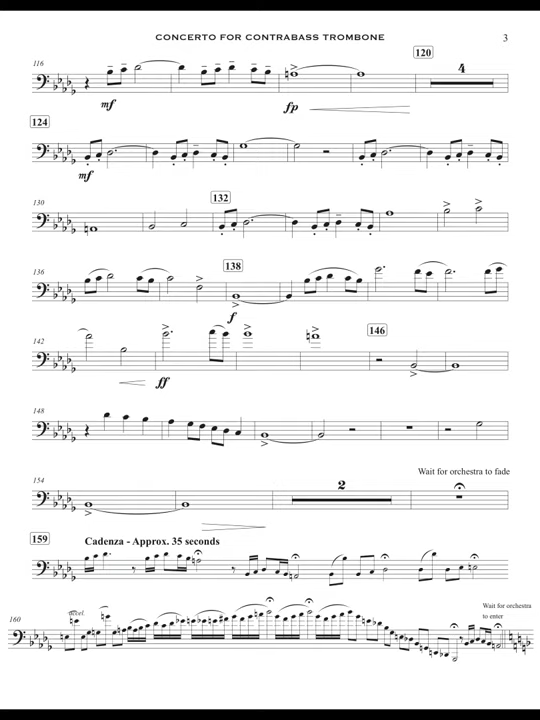 CONCERTO FOR CONTRABASS TROMBONE
3
116
120
4
mf
fp
124
mf
130
132
136
138
f
142
146
ff
148
154
Wait for orchestra to fade
2
159
Cadenza - Approx. 35 seconds
160
accel.
Wait for orchestra
to enter